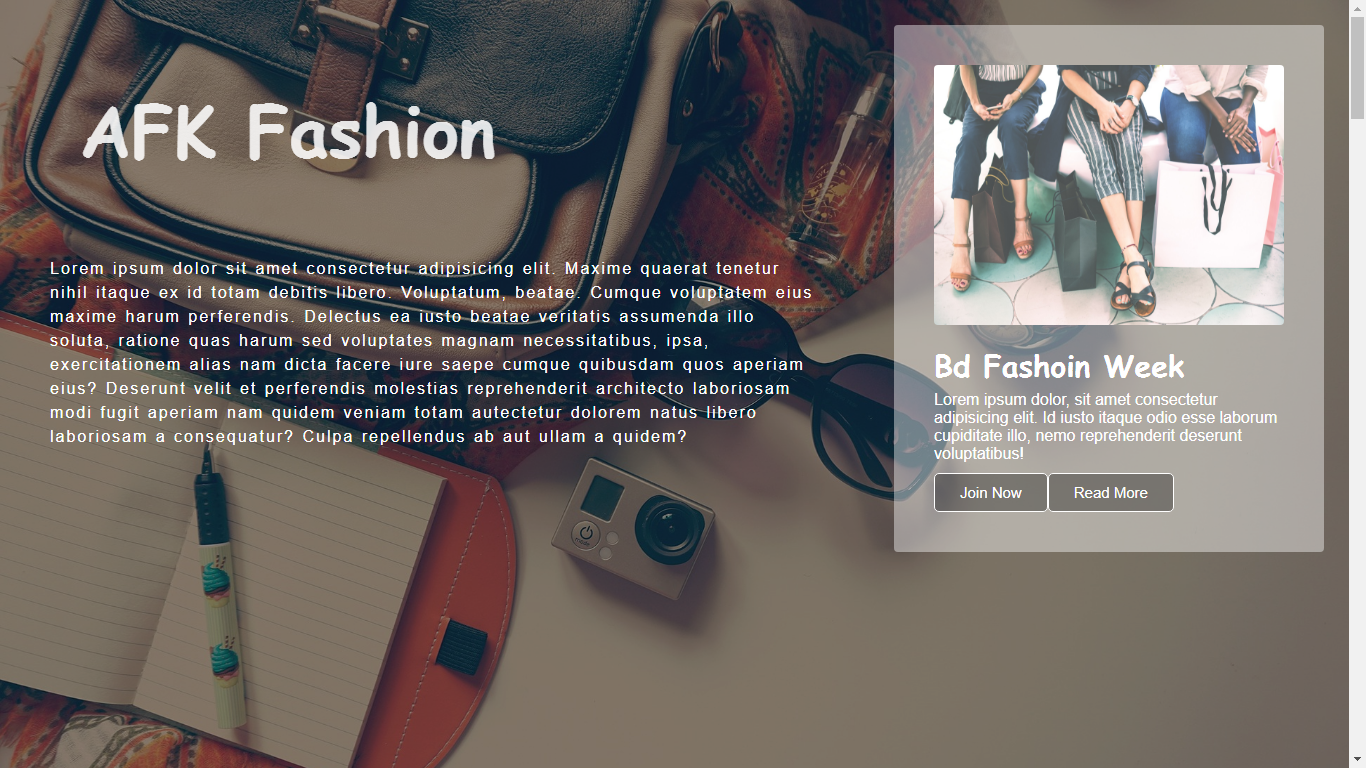 AFK Fashion
Lorem ipsum dolor sit amet consectetur adipisicing elit. Maxime quaerat tenetur
nihil itaque ex id totam debitis libero. Voluptatum, beatae. Cumque voluptatem eius
maxime harum perferendis. Delectus ea iusto beatae veritatis assumenda illo
soluta, ratione quas harum sed voluptates magnam necessitatibus, ipsa,
exercitationem alias nam dicta facere iure saepe cumque quibusdam quos aperiam
eius? Deserunt velit et perferendis molestias reprehenderit architecto laboriosam
modi fugit aperiam nam quidem veniam totam autectetur dolorem natus libero
laboriosam a consequatur? Culpa repellendus ab aut ullam a quidem?
Bd Fashoin Week
Lorem ipsum dolor, sit amet consectetur
adipisicing elit. Id iusto itaque odio esse laborum
cupiditate illo, nemo reprehenderit deserunt
voluptatibus!
Join Now Read More